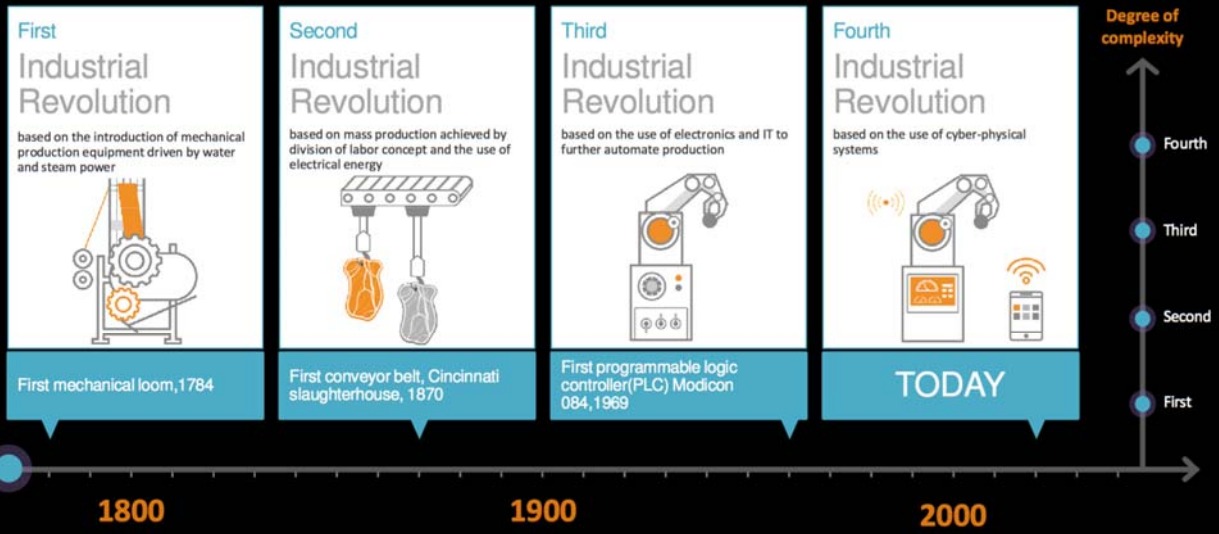 First
Industrial
Revolution
based on the introduction of mechanical
production equipment driven by water
and steam power
First mechanical loom,1784
Second
Industrial
Revolution
based on mass production achieved by
division of labor concept and the use of
electrical energy
First conveyor belt, Cincinnati
slaughterhouse, 1870
Third
Industrial
Revolution
based on the use of electronics and IT to
further automate production
First programmable logic
controller(PLC) Modicon
084,1969
Fourth
Industrial
Revolution
based on the use of cyber-physical
systems
TODAY
Degree of
complexity
Fourth
Third
Second
First
1800
1900
2000